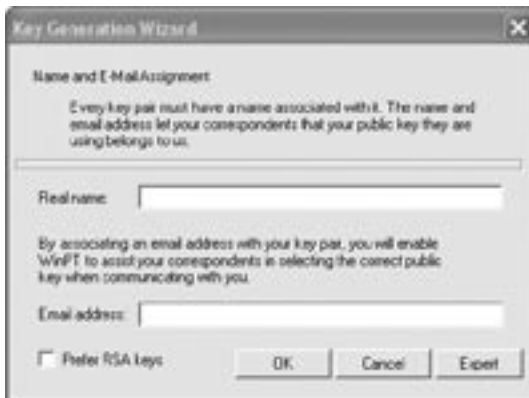 Key Generation Wizard
Name and E-Mail Assignment
Every key pair must have a name associated with it. The name and
email address let your correspondents that your public key they are
using belongs to us.
Real name:
By associating an email address with your key pair, you will enable
WinPT to assist your correspondents in selecting the correct public
key when communicating with you.
Email address:
Prefer RSA keys
OK
Cancel
Expert